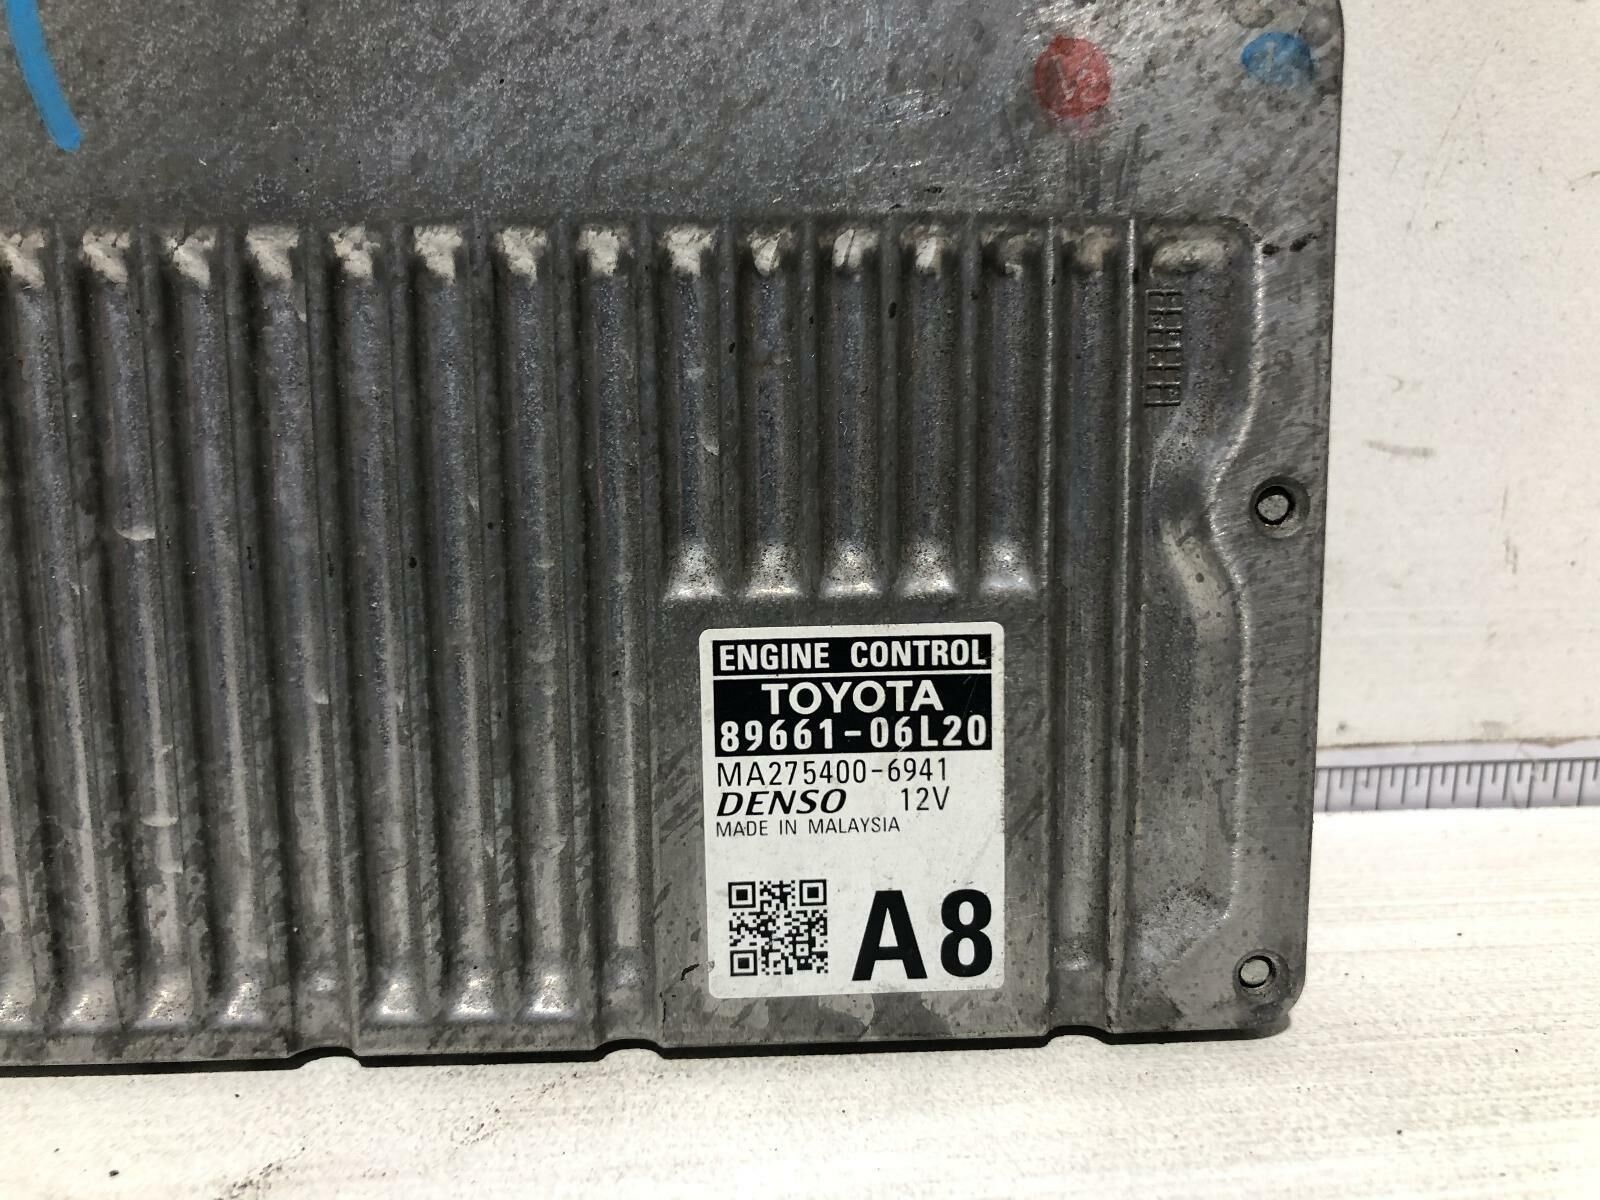 ENGINE CONTROL
TOYOTA
89661-06L20
MA275400-6941
DENSO 12V
MADE IN MALAYSIA
A8